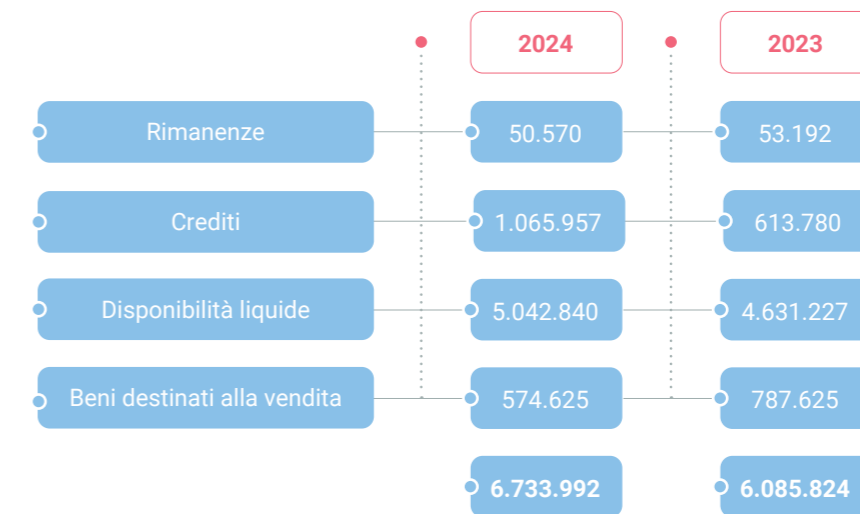 2024 2023
Rimanenze 50.570 53.192
Crediti 1.065.957 613.780
Disponibilità liquide 5.042.840 4.631.227
Beni destinati alla vendita 574.625 787.625
6.733.992 6.085.824